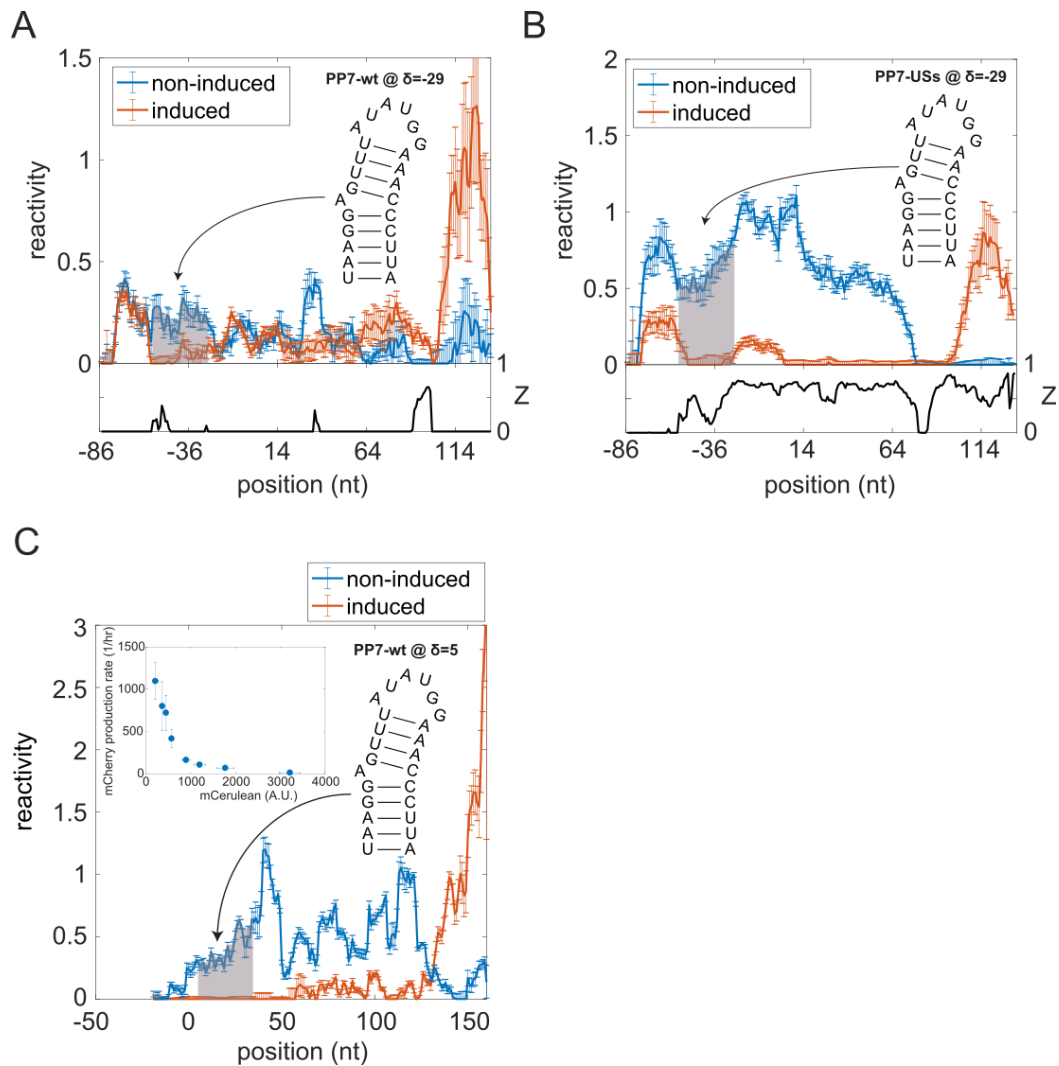 A
1.5
non-induced
induced
PP7-wt @ δ=-29
UAAGGAGUUUAUAUGGAAACCCUUA
1
0.5
0
reactivity
1
0
Z
-86
-36
14
64
114
position (nt)
B
2
non-induced
induced
PP7-USs @ δ=-29
UAAGGAGUUAUAUGGAACCCUUA
1.5
1
0.5
0
reactivity
1
0
Z
-86
-36
14
64
114
position (nt)
C
non-induced
induced
3
2.5
2
1.5
1
0.5
0
reactivity
PP7-wt @ δ=5
UAAGGAGUUUAUAUGGAAACCCUUA
1500
1000
500
0
mCherry production rate (1/hr)
0
1000
2000
3000
4000
mCerulean (A.U.)
-50
0
50
100
150
position (nt)